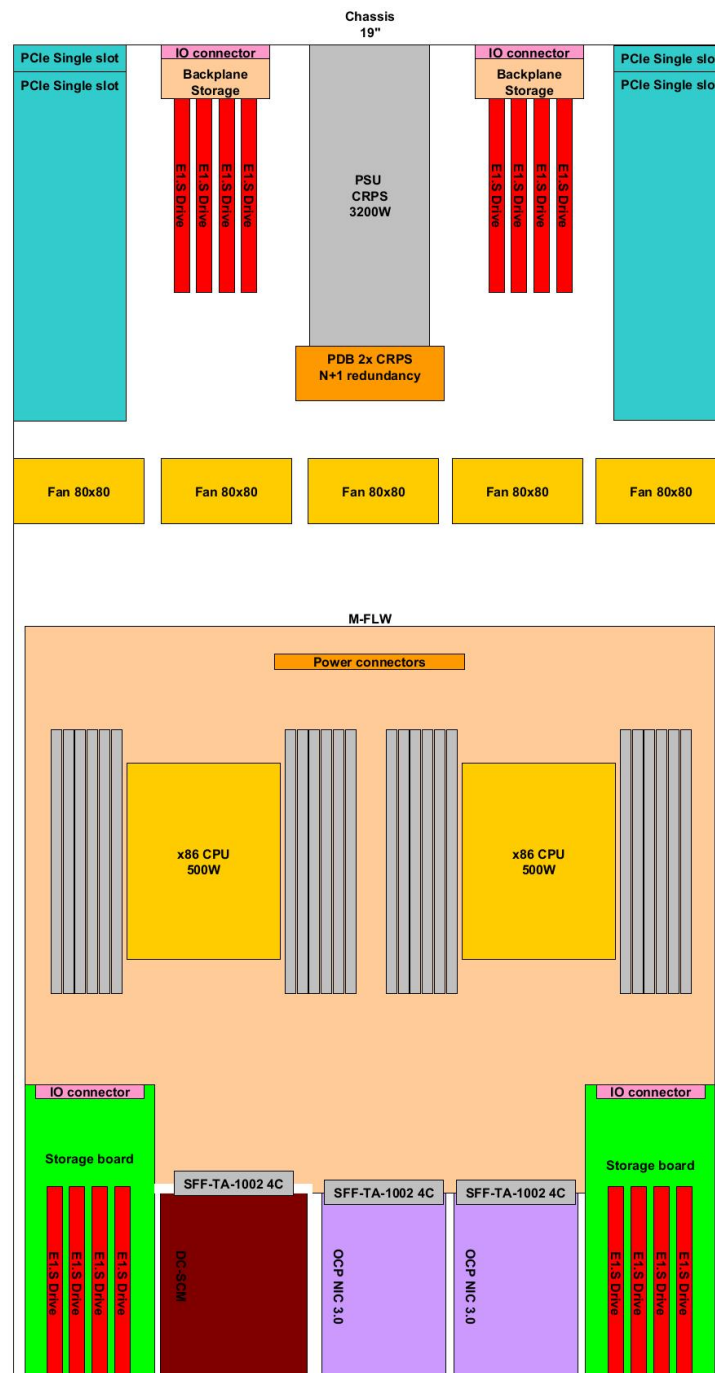 Chassis
19"
PCIe Single slot
IO connector
IO connector
PCIe Single slo
PCIe Single slot
Backplane
Storage
Backplane
Storage
PCIe Single slot
E1.S Drive
E1.S Drive
E1.S Drive
E1.S Drive
PSU
CRPS
3200W
E1.S Drive
E1.S Drive
E1.S Drive
E1.S Drive
PDB 2x CRPS
N+1 redundancy
Fan 80x80
Fan 80x80
Fan 80x80
Fan 80x80
Fan 80x80
M-FLW
Power connectors
x86 CPU
500W
x86 CPU
500W
IO connector
IO connector
Storage board
Storage board
SFF-TA-1002 4C
SFF-TA-1002 4C
SFF-TA-1002 4C
E1.S Drive
E1.S Drive
E1.S Drive
E1.S Drive
DC-SCM
OCP NIC 3.0
OCP NIC 3.0
E1.S Drive
E1.S Drive
E1.S Drive
E1.S Drive